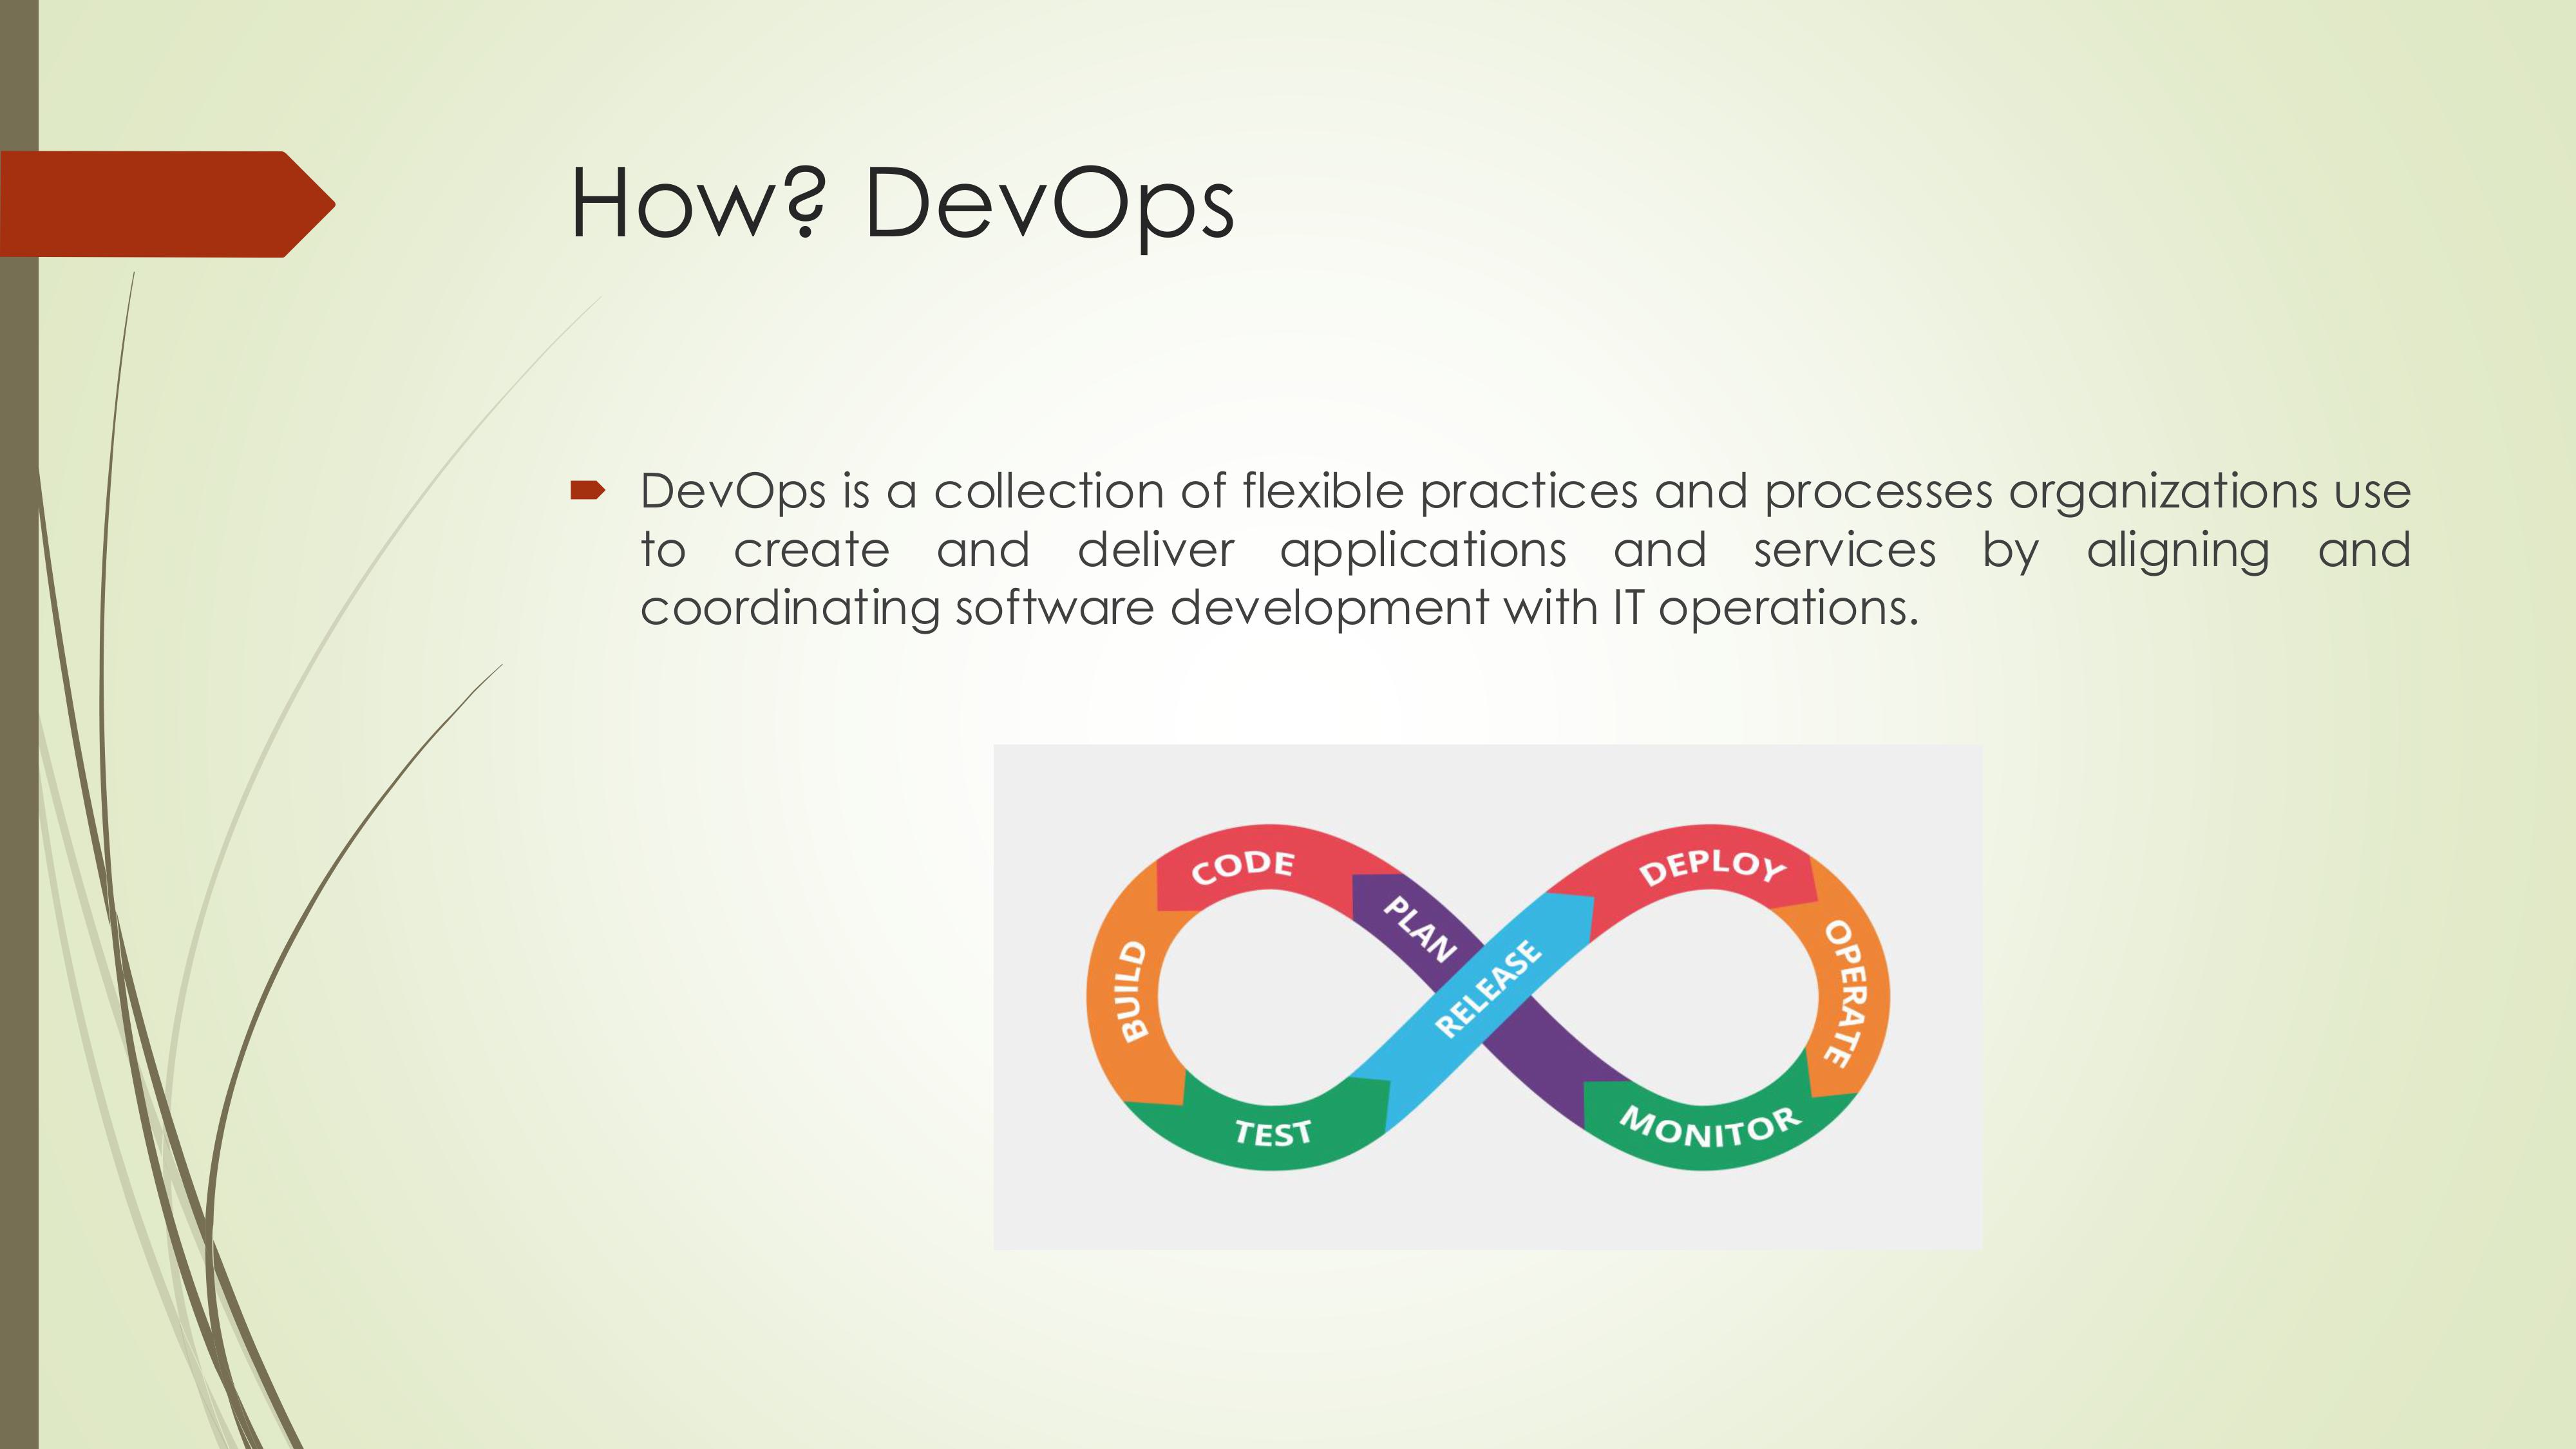 How? DevOps
DevOps is a collection of flexible practices and processes organizations use
to create and deliver applications and services by aligning and
coordinating software development with IT operations.
CODE
PLAN
BUILD
TEST
RELEASE
DEPLOY
OPERATE
MONITOR